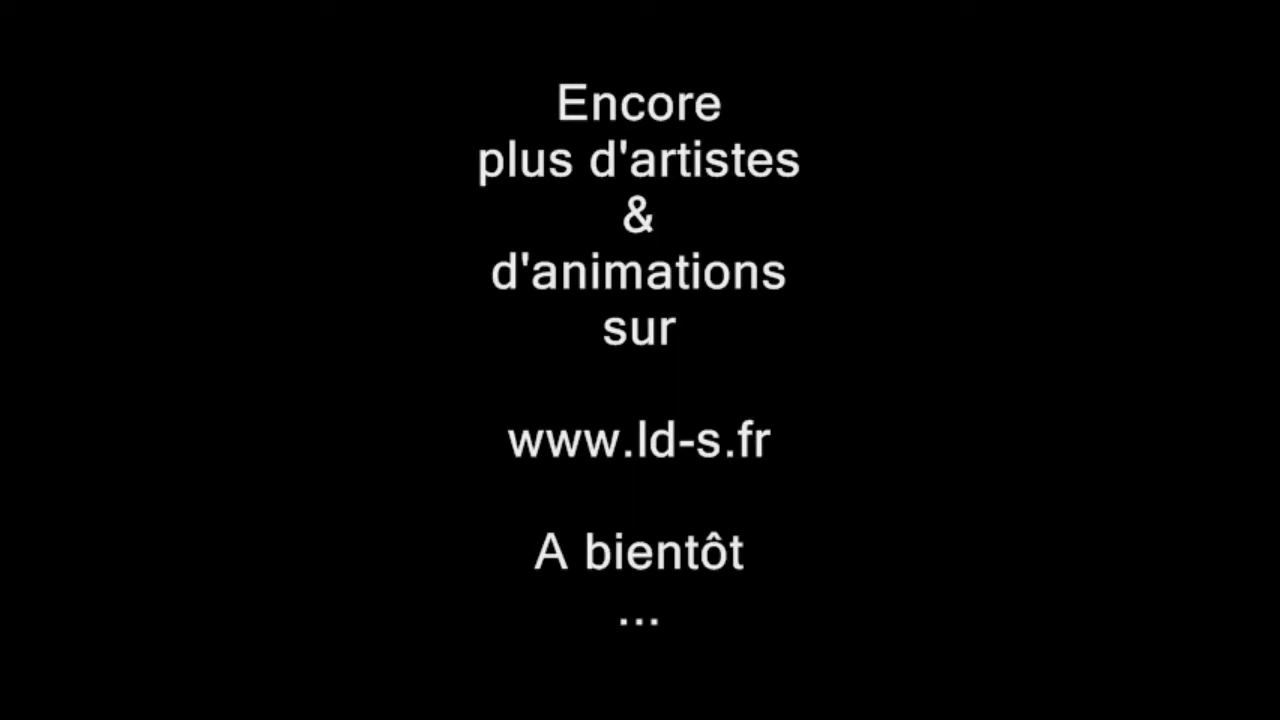 Encore
plus d'artistes
&
d'animations
sur
www.ld-s.fr
A bientôt
...